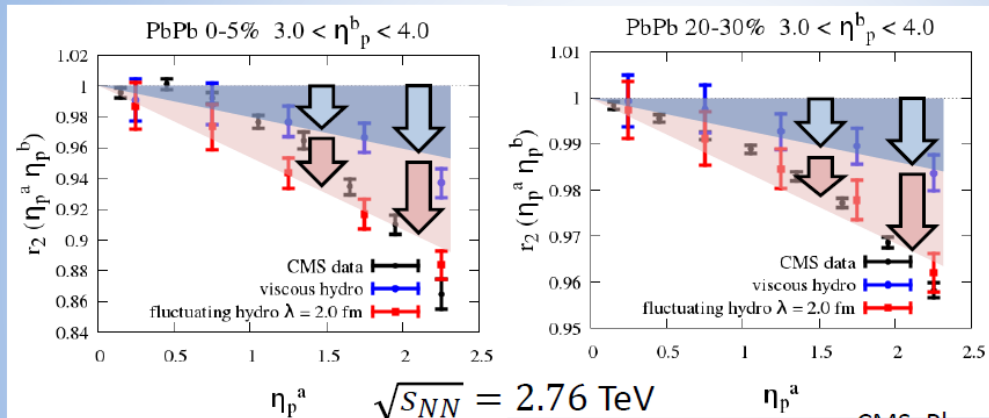 PbPb 0-5% 3.0 < η^b_p < 4.0
1.02
1
0.98
0.96
0.94
0.92
0.9
0.88
0.86
0.84
r₂ (η_p^a η_p^b)
CMS data
viscous hydro
fluctuating hydro λ = 2.0 fm
0 0.5 1 1.5 2 2.5
η_p^a
PbPb 20-30% 3.0 < η^b_p < 4.0
1.01
1
0.99
0.98
0.97
0.96
0.95
r₂ (η_p^a η_p^b)
CMS data
viscous hydro
fluctuating hydro λ = 2.0 fm
0 0.5 1 1.5 2 2.5
η_p^a
√s_NN = 2.76 TeV